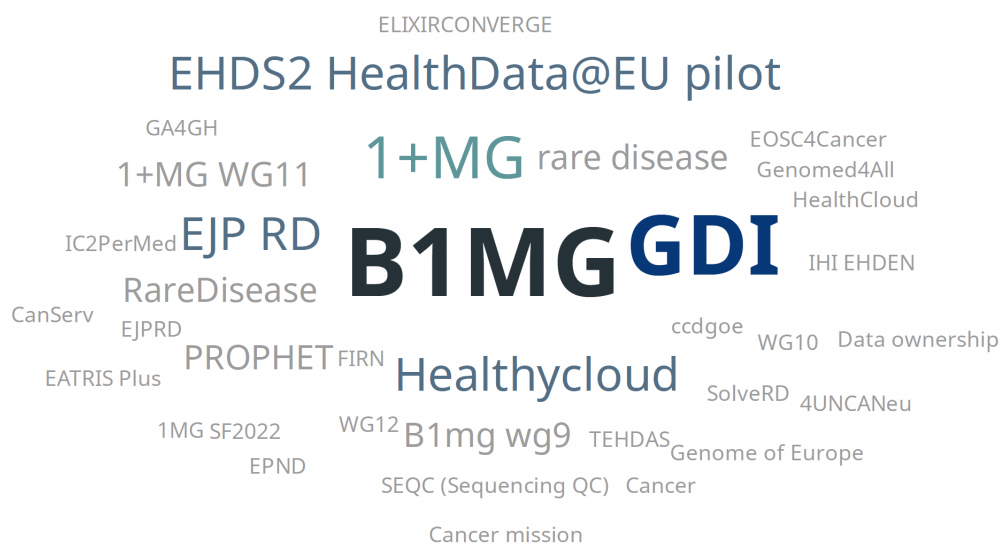 ELIXIRCONVERGE
EHDS2 HealthData@EU pilot
GA4GH
1+MG
rare disease
EOSC4Cancer
1+MG WG11
Genomed4All
HealthCloud
IC2PerMed
EJP RD
B1MG
GDI
IHI EHDEN
RareDisease
CanServ
EJPRD
ccdgoe
WG10
Data ownership
PROPHET
FIRN
Healthycloud
EATRIS Plus
SolveRD
4UNCANeu
1MG
SF2022
WG12
B1mg wg9
TEHDAS
Genome of Europe
EPND
SEQC (Sequencing QC)
Cancer
Cancer mission